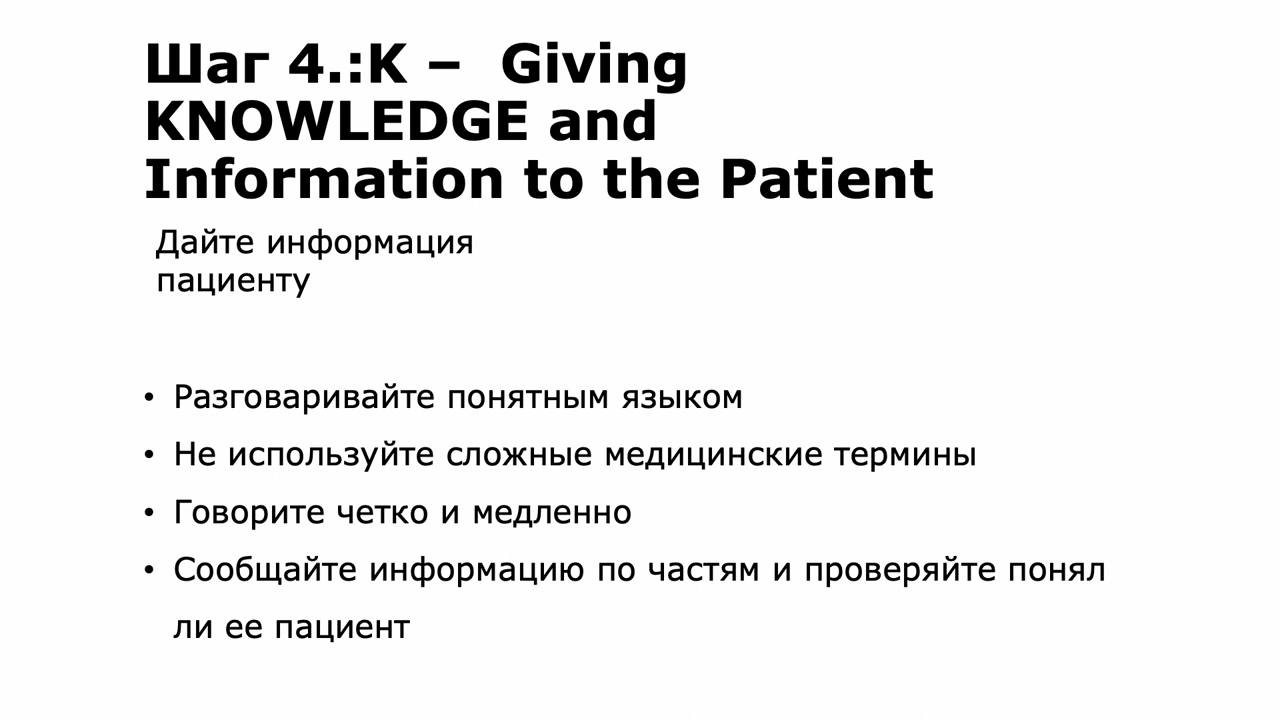 Шаг 4.:K –  Giving
KNOWLEDGE and
Information to the Patient
Дайте информация
пациенту
• Разговаривайте понятным языком
• Не используйте сложные медицинские термины
• Говорите четко и медленно
• Сообщайте информацию по частям и проверяйте понял
ли ее пациент